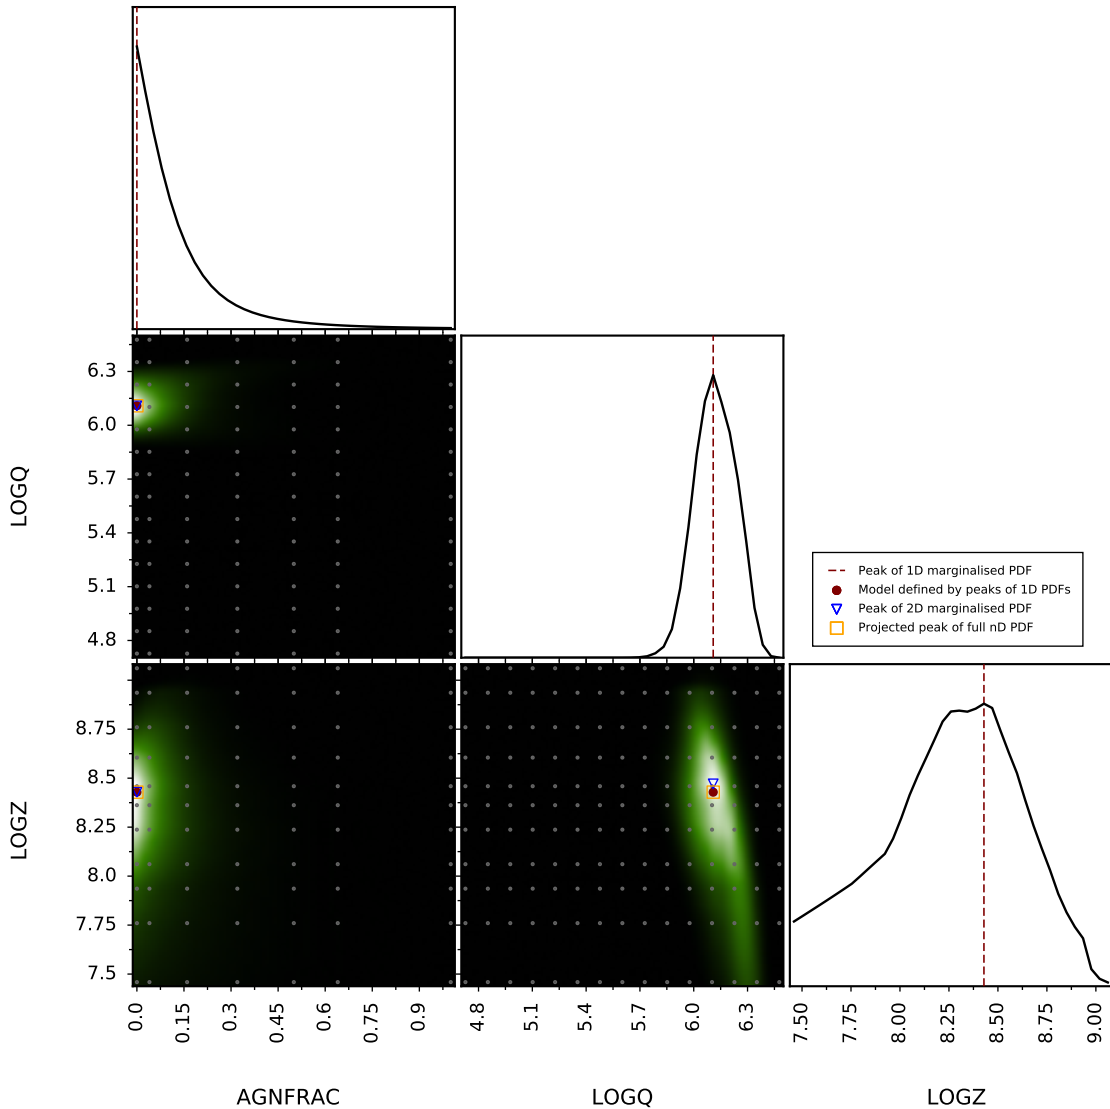 6.3
6.0
5.7
5.4
5.1
4.8
LOGQ
Peak of 1D marginalised PDF
Model defined by peaks of 1D PDFs
Peak of 2D marginalised PDF
Projected peak of full nD PDF
8.75
8.5
8.25
8.0
7.75
7.5
LOGZ
0.0 0.15 0.3 0.45 0.6 0.75 0.9
4.8 5.1 5.4 5.7 6.0 6.3
7.50 7.75 8.00 8.25 8.50 8.75 9.00
AGNFRAC LOGQ LOGZ